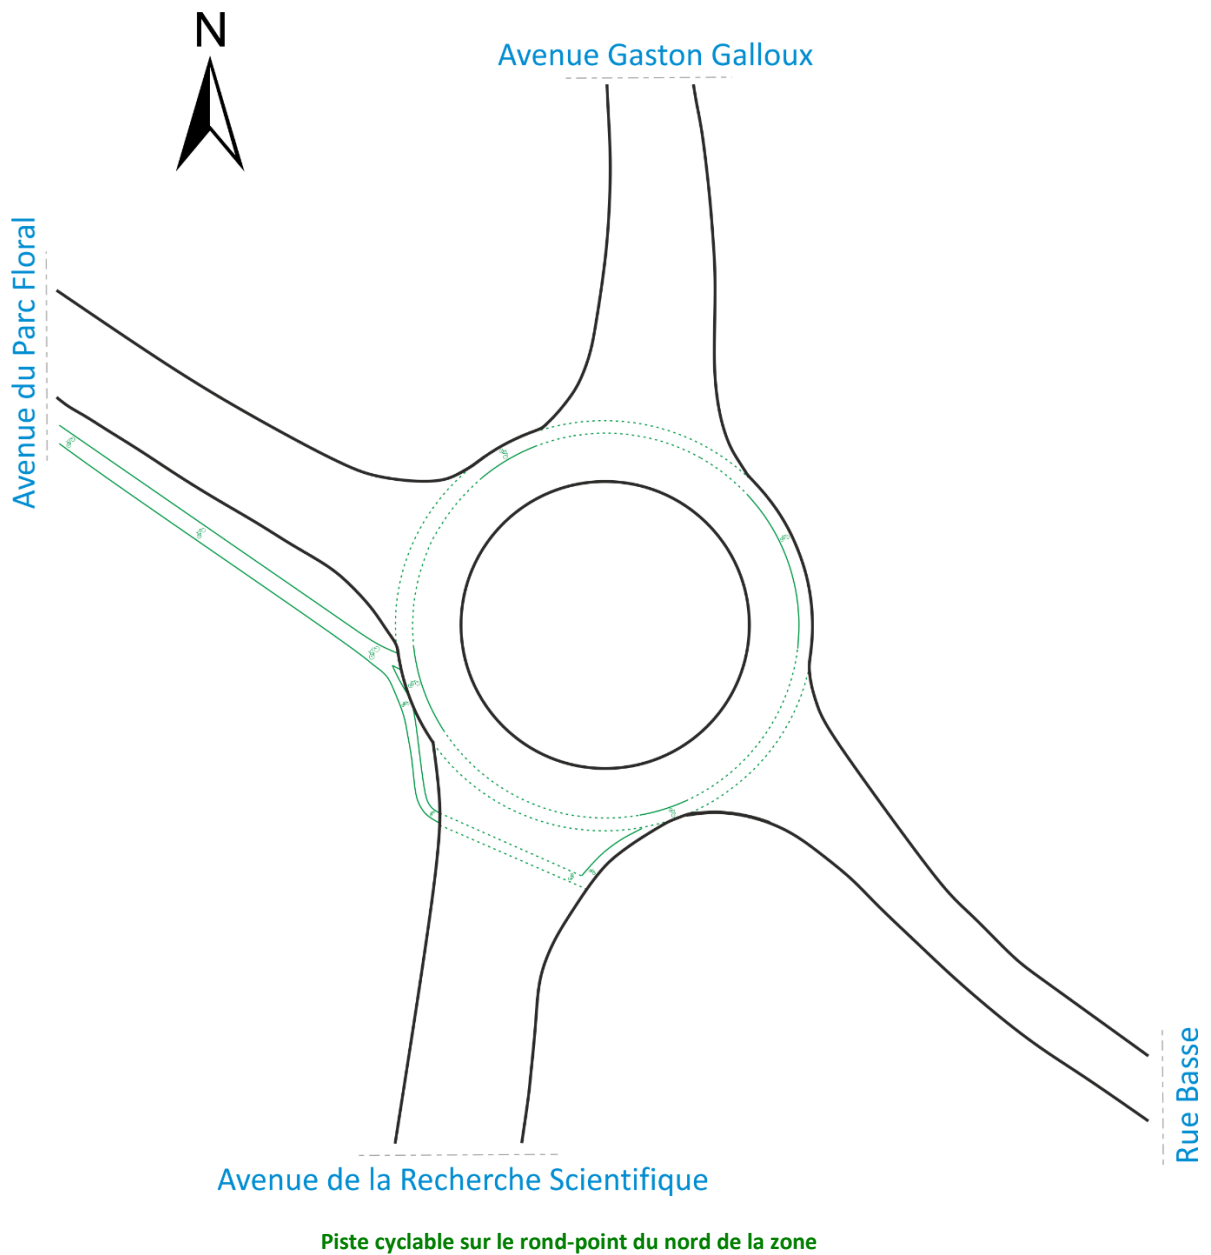 N
Avenue Gaston Galloux
Avenue du Parc Floral
Rue Basse
Avenue de la Recherche Scientifique
Piste cyclable sur le rond-point du nord de la zone